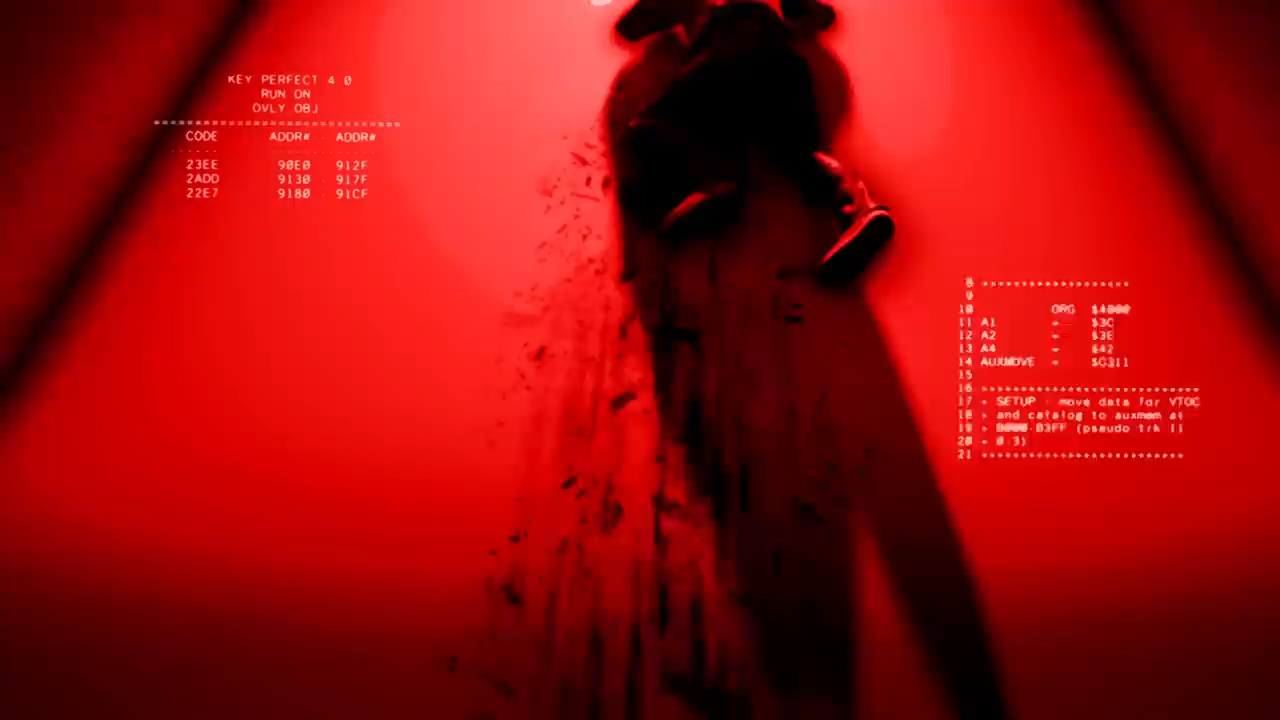 KEY PERFECT 4.0
RUN ON
OVLY.OBJ
CODE ADDR# - ADDR#
23EE 90E0 - 912F
2ADD 9130 - 917F
22E7 9180 - 91CF
8 *******************
9
10 ORG $4000
11 A1 = $3C
12 A2 = $3E
13 A4 = $42
14 AUXMOVE = $C311
15
16
17 * SETUP - move data for VTOC
18 * and catalog to auxmem at
19 (pseudo trk
20 * 0-3)
21